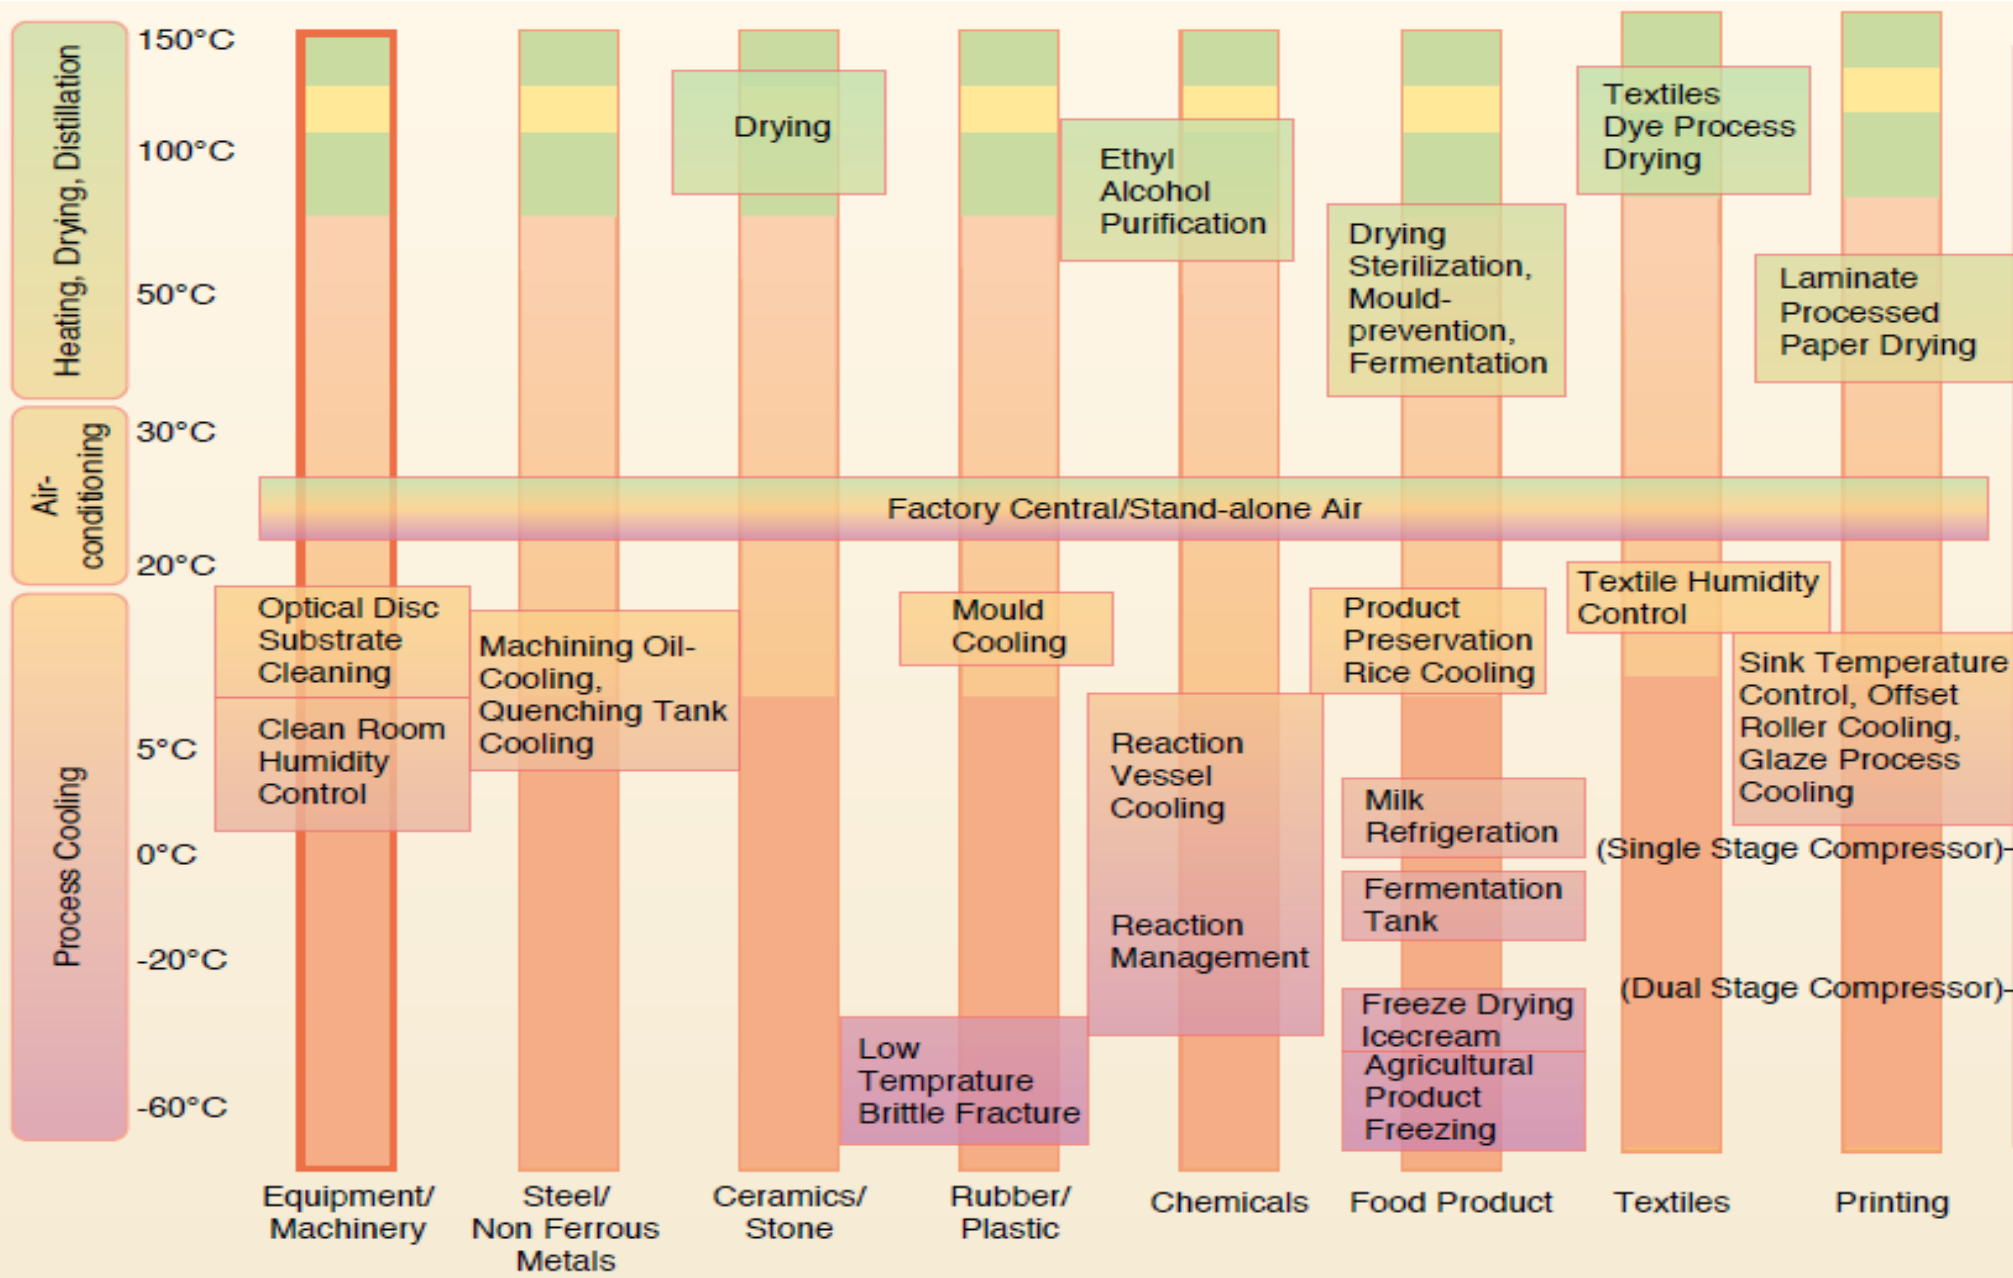 Heating, Drying, Distillation
Air-
conditioning
Process Cooling
150°C
100°C
50°C
30°C
20°C
5°C
0°C
-20°C
-60°C
Drying
Ethyl
Alcohol
Purification
Drying
Sterilization,
Mould-
prevention,
Fermentation
Textiles
Dye Process
Drying
Laminate
Processed
Paper Drying
Factory Central/Stand-alone Air
Optical Disc
Substrate
Cleaning
Clean Room
Humidity
Control
Machining Oil-
Cooling,
Quenching Tank
Cooling
Mould
Cooling
Low
Temprature
Brittle Fracture
Reaction
Vessel
Cooling
Reaction
Management
Product
Preservation
Rice Cooling
Milk
Refrigeration
Fermentation
Tank
Freeze Drying
Icecream
Agricultural
Product
Freezing
Textile Humidity
Control
Sink Temperature
Control, Offset
Roller Cooling,
Glaze Process
Cooling
(Single Stage Compressor)-
(Dual Stage Compressor)-
Equipment/
Machinery
Steel/
Non Ferrous
Metals
Ceramics/
Stone
Rubber/
Plastic
Chemicals
Food Product
Textiles
Printing